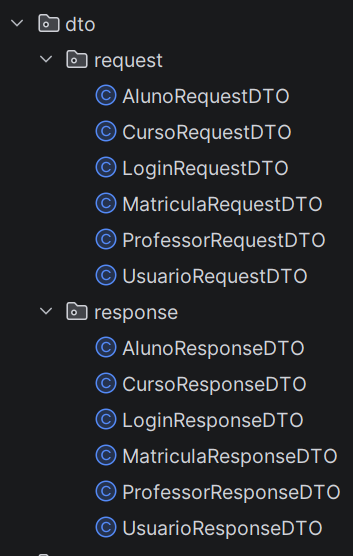 dto
request
AlunoRequestDTO
CursoRequestDTO
LoginRequestDTO
MatriculaRequestDTO
ProfessorRequestDTO
UsuarioRequestDTO
response
AlunoResponseDTO
CursoResponseDTO
LoginResponseDTO
MatriculaResponseDTO
ProfessorResponseDTO
UsuarioResponseDTO